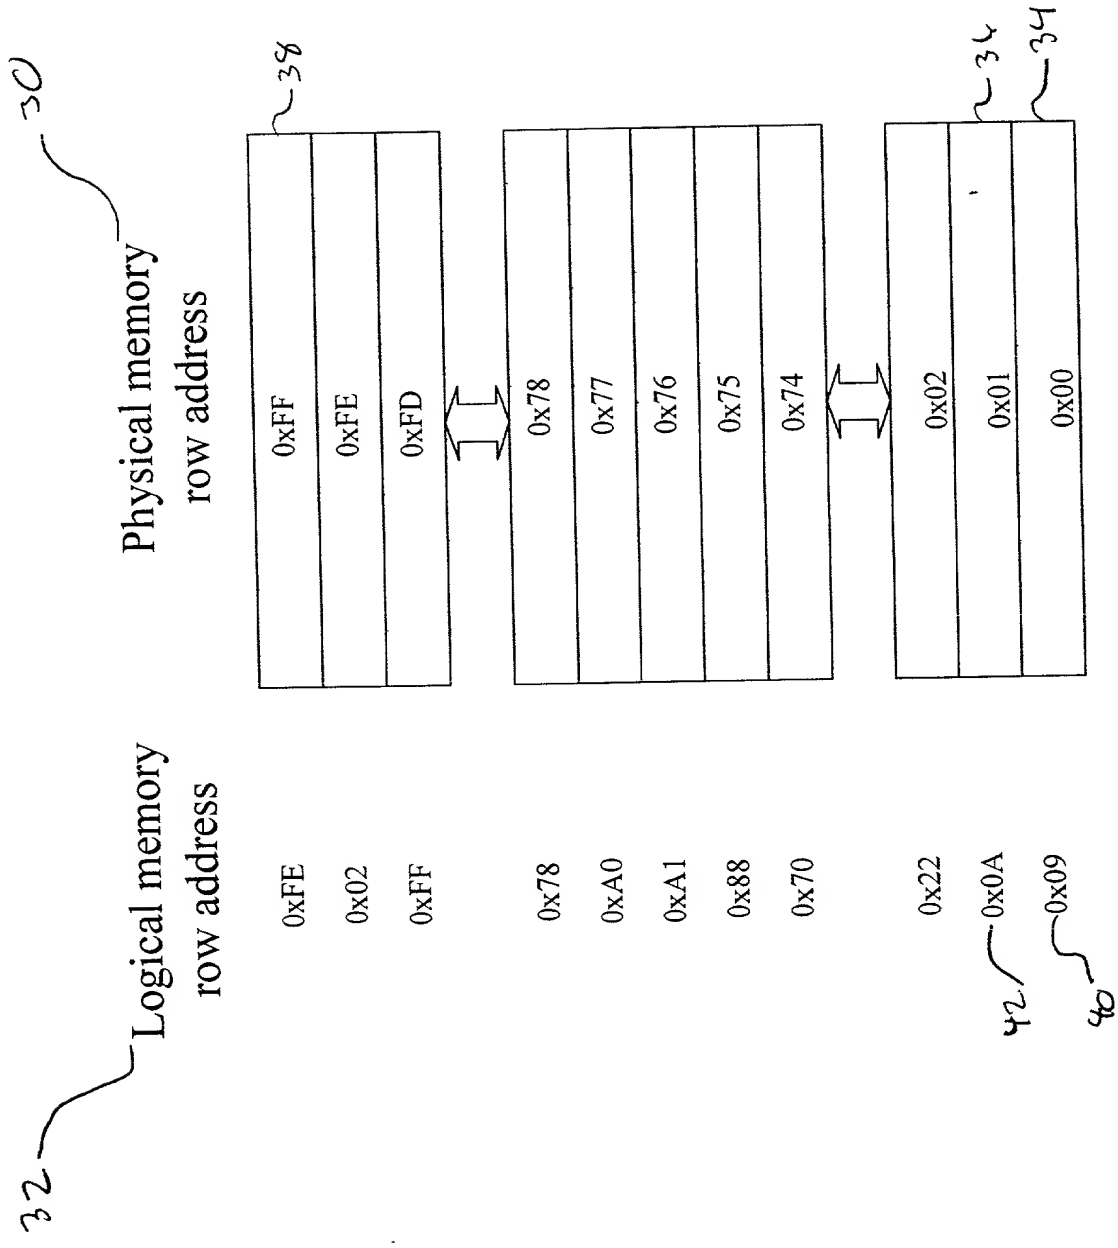 32 30
Logical memory Physical memory
row address row address
0xFE 0xFF 38
0x02 0xFE
0xFF 0xFD
0x78 0x78
0xA0 0x77
0xA1 0x76
0x88 0x75
0x70 0x74
0x22 0x02
42 0x0A 0x01 36
40 0x09 0x00 34